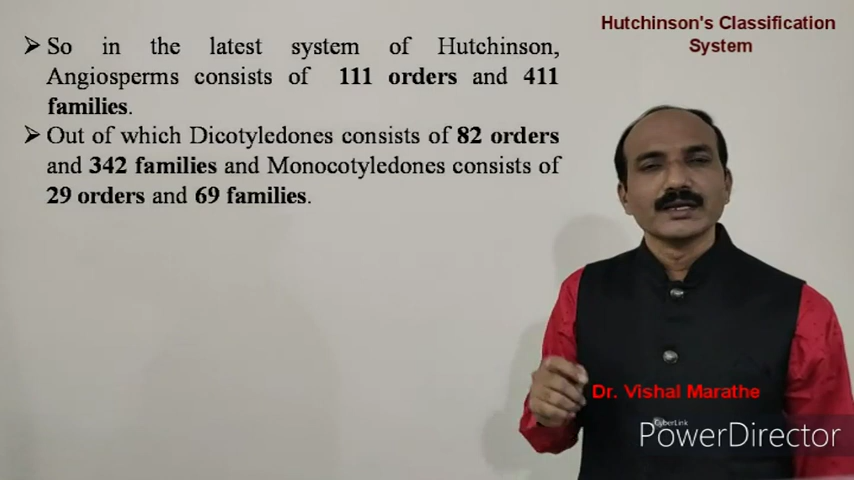 ➢ So in the latest system of Hutchinson,
Angiosperms consists of 111 orders and 411
families.
➢ Out of which Dicotyledones consists of 82 orders
and 342 families and Monocotyledones consists of
29 orders and 69 families.
Hutchinson's Classification
System
Dr. Vishal Marathe
CyberLink
PowerDirector